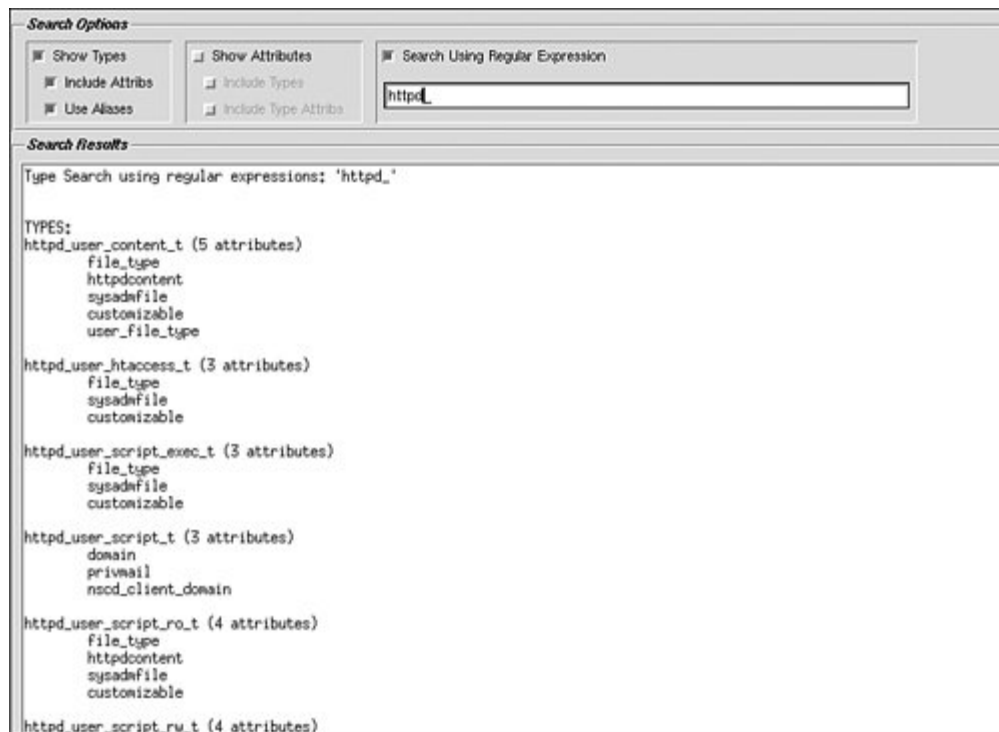 Search Options
Show Types
Include Attribs
Use Aliases
Show Attributes
Include Types
Include Type Attribs
Search Using Regular Expression
httpd_
Search Results
Type Search using regular expressions: 'httpd_'
TYPES:
httpd_user_content_t (5 attributes)
file_type
httpdcontent
sysadmfile
customizable
user_file_type
httpd_user_htaccess_t (3 attributes)
file_type
sysadmfile
customizable
httpd_user_script_exec_t (3 attributes)
file_type
sysadmfile
customizable
httpd_user_script_t (3 attributes)
domain
privmail
nscd_client_domain
httpd_user_script_ro_t (4 attributes)
file_type
httpdcontent
sysadmfile
customizable
httpd_user_script_rw_t (4 attributes)